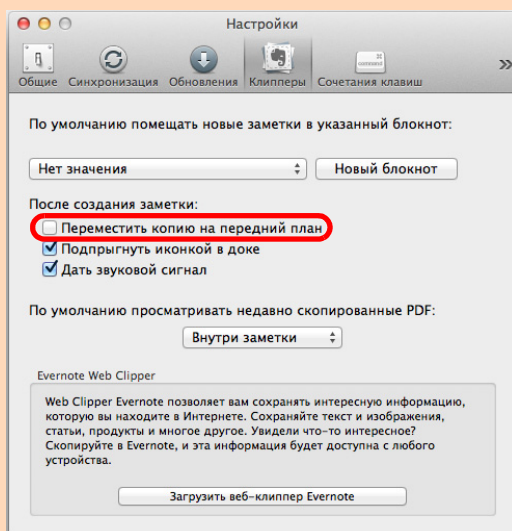 Настройки
Общие Синхронизация Обновления Клипперы Сочетания клавиш
По умолчанию помещать новые заметки в указанный блокнот:
Нет значения Новый блокнот
После создания заметки:
Переместить копию на передний план
Подпрыгнуть иконкой в доке
Дать звуковой сигнал
По умолчанию просматривать недавно скопированные PDF:
Внутри заметки
Evernote Web Clipper
Web Clipper Evernote позволяет вам сохранять интересную информацию,
которую вы находите в Интернете. Сохраняйте текст и изображения,
статьи, продукты и многое другое. Увидели что-то интересное?
Скопируйте в Evernote, и эта информация будет доступна с любого
устройства.
Загрузить веб-клиппер Evernote